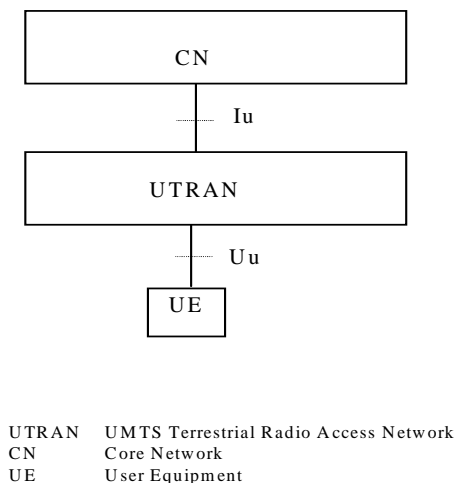 CN
Iu
UTRAN
Uu
UE
UTRAN UMTS Terrestrial Radio Access Network
CN Core Network
UE User Equipment